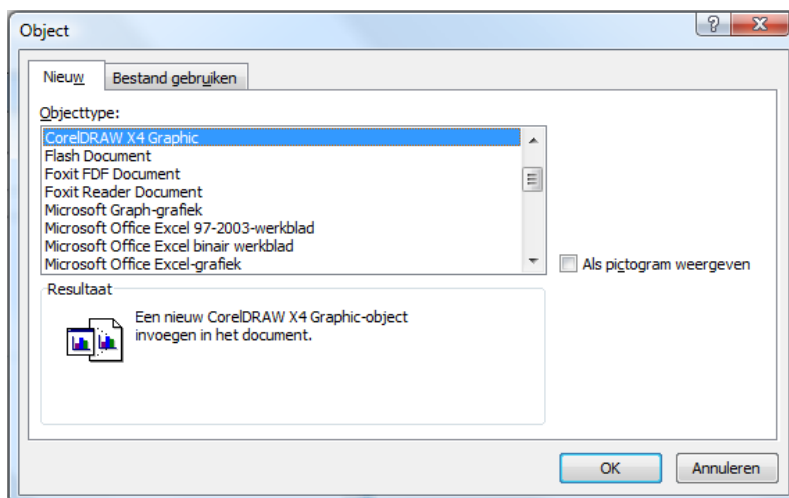 Object
Nieuw
Bestand gebruiken
Objecttype:
CorelDRAW X4 Graphic
Flash Document
Foxit FDF Document
Foxit Reader Document
Microsoft Graph-grafiek
Microsoft Office Excel 97-2003-werkblad
Microsoft Office Excel binair werkblad
Microsoft Office Excel-grafiek
Als pictogram weergeven
Resultaat
Een nieuw CorelDRAW X4 Graphic-object
invoegen in het document.
OK
Annuleren